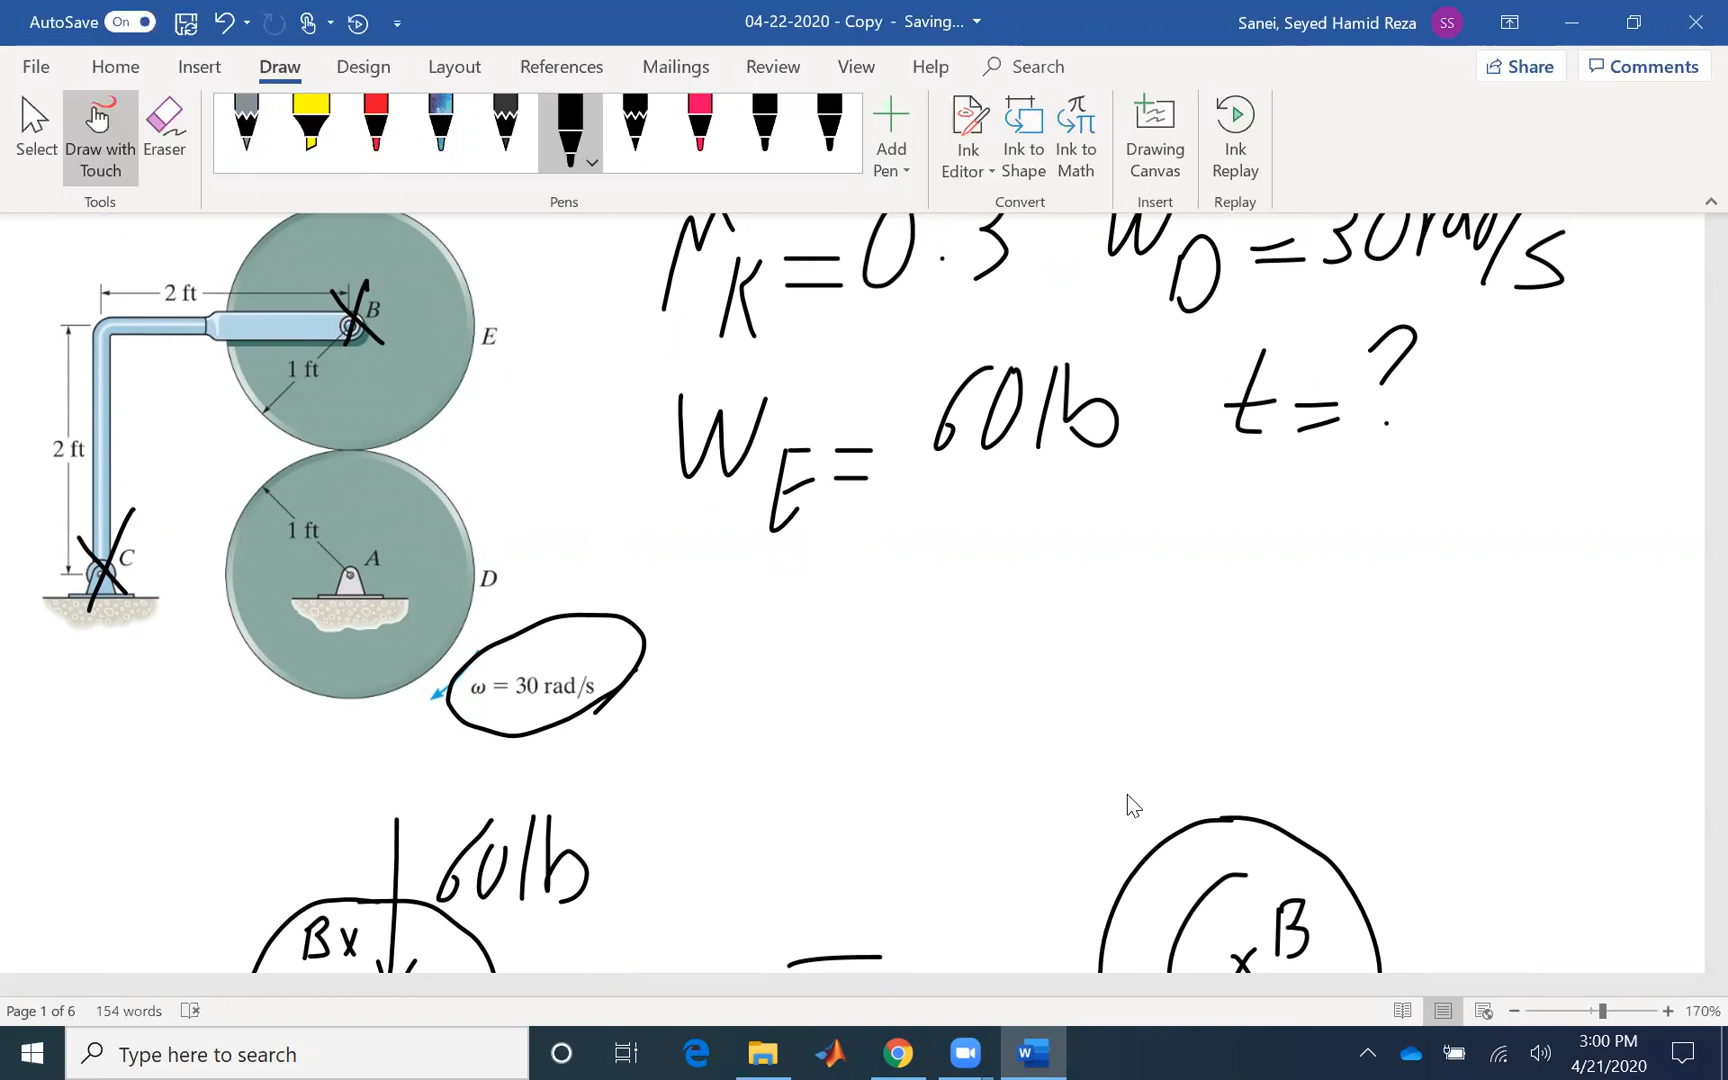 AutoSave On
04-22-2020 - Copy - Saving...
Sanei, Seyed Hamid Reza SS
File Home Insert Draw Design Layout References Mailings Review View Help Search
Share Comments
Select Draw with Touch Eraser
Add Pen
Ink Editor Ink to Shape Ink to Math
Drawing Canvas
Ink Replay
Tools Pens Convert Insert Replay
μK = 0.3 WD = 30 rad/s
2 ft
B
E
1 ft
WE = 60 lb t = ?
2 ft
1 ft
A
C
D
ω = 30 rad/s
60 lb
Bx
=
x B
Page 1 of 6 154 words
170%
Type here to search
3:00 PM
4/21/2020